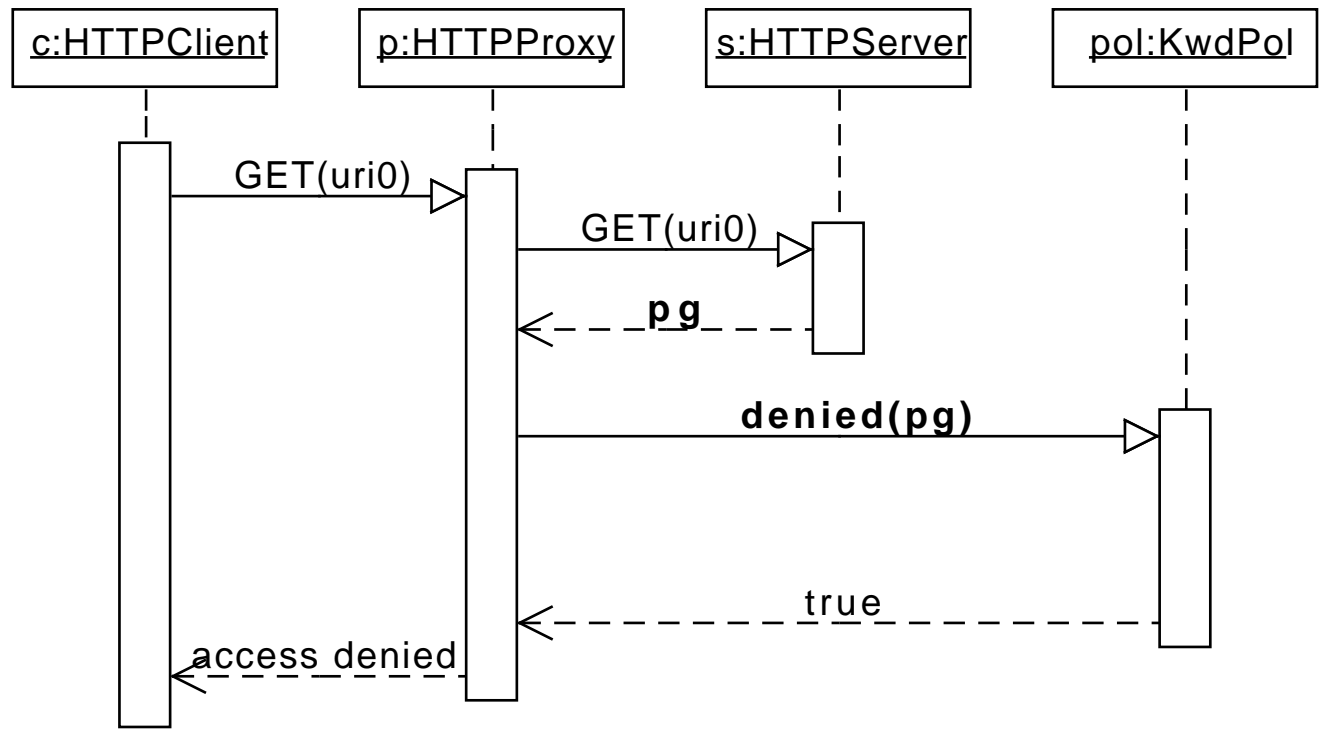 c:HTTPClient
p:HTTPProxy
s:HTTPServer
pol:KwdPol
GET(uri0)
GET(uri0)
pg
denied(pg)
true
access denied